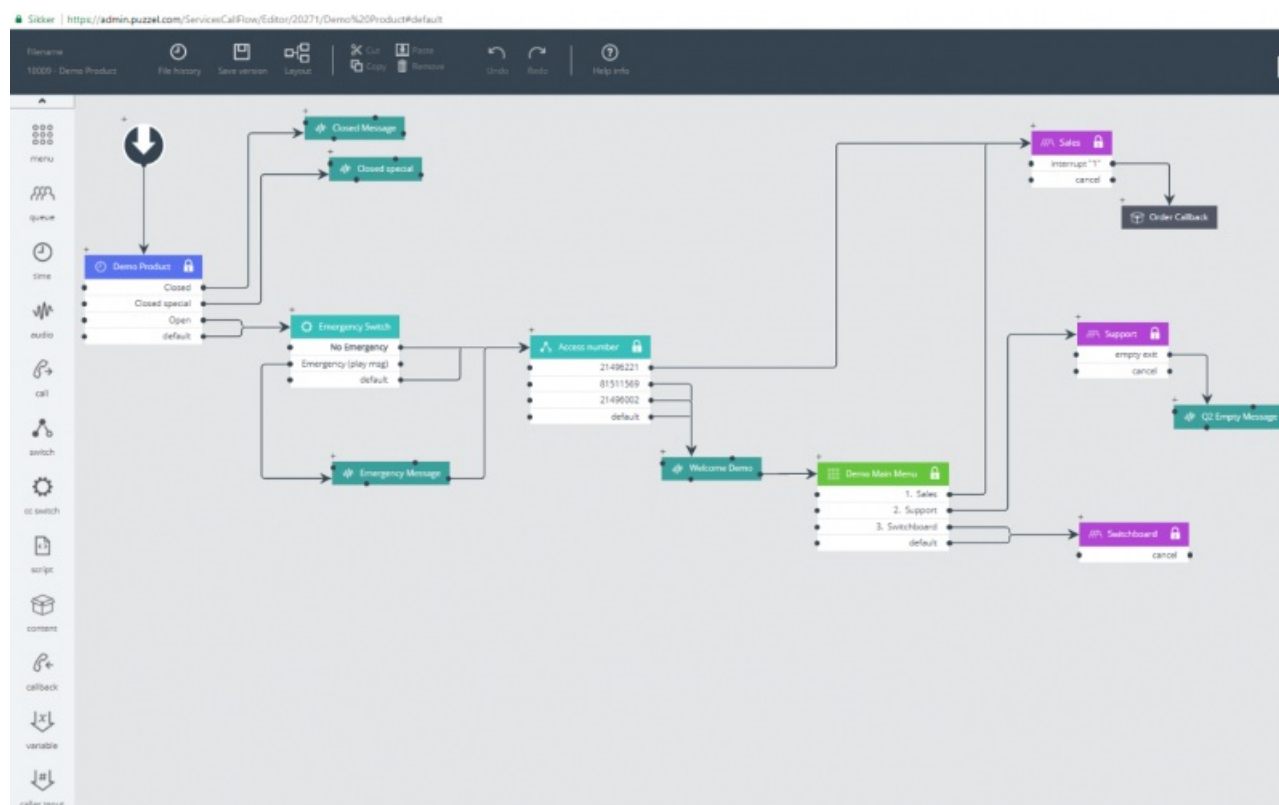 Sikker | https://admin.puzzel.com/ServicesCallFlow/Editor/20271/Demo%20Product#default
Filename
10009 - Demo Product
File history
Save version
Layout
Cut
Paste
Copy
Remove
Undo
Redo
Help info
menu
queue
time
audio
call
switch
cc switch
script
content
callback
variable
caller input
Closed Message
Closed special
Demo Product
Closed
Closed special
Open
default
Emergency Switch
No Emergency
Emergency (play msg)
default
Emergency Message
Access number
21496221
81511569
21496002
default
Welcome Demo
Demo Main Menu
1. Sales
2. Support
3. Switchboard
default
Sales
interrupt "1"
cancel
Order Callback
Support
empty exit
cancel
Q2 Empty Message
Switchboard
cancel